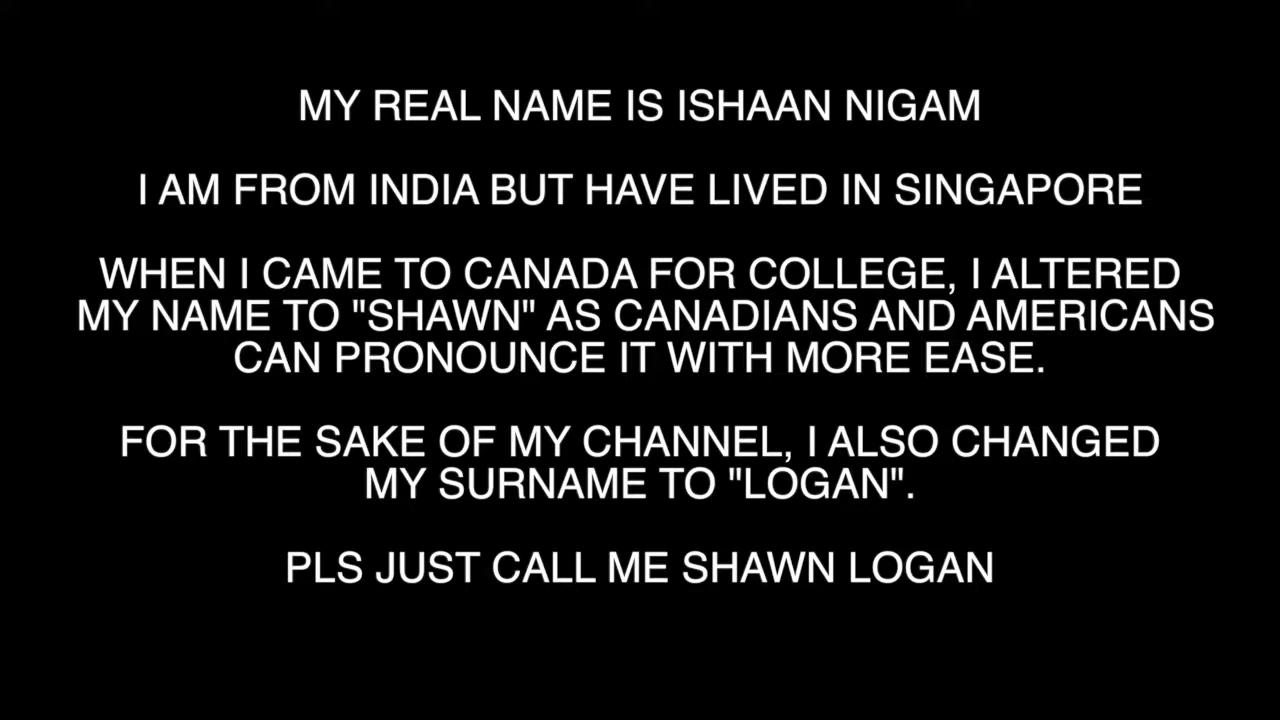 MY REAL NAME IS ISHAAN NIGAM
I AM FROM INDIA BUT HAVE LIVED IN SINGAPORE
WHEN I CAME TO CANADA FOR COLLEGE, I ALTERED
MY NAME TO "SHAWN" AS CANADIANS AND AMERICANS
CAN PRONOUNCE IT WITH MORE EASE.
FOR THE SAKE OF MY CHANNEL, I ALSO CHANGED
MY SURNAME TO "LOGAN".
PLS JUST CALL ME SHAWN LOGAN